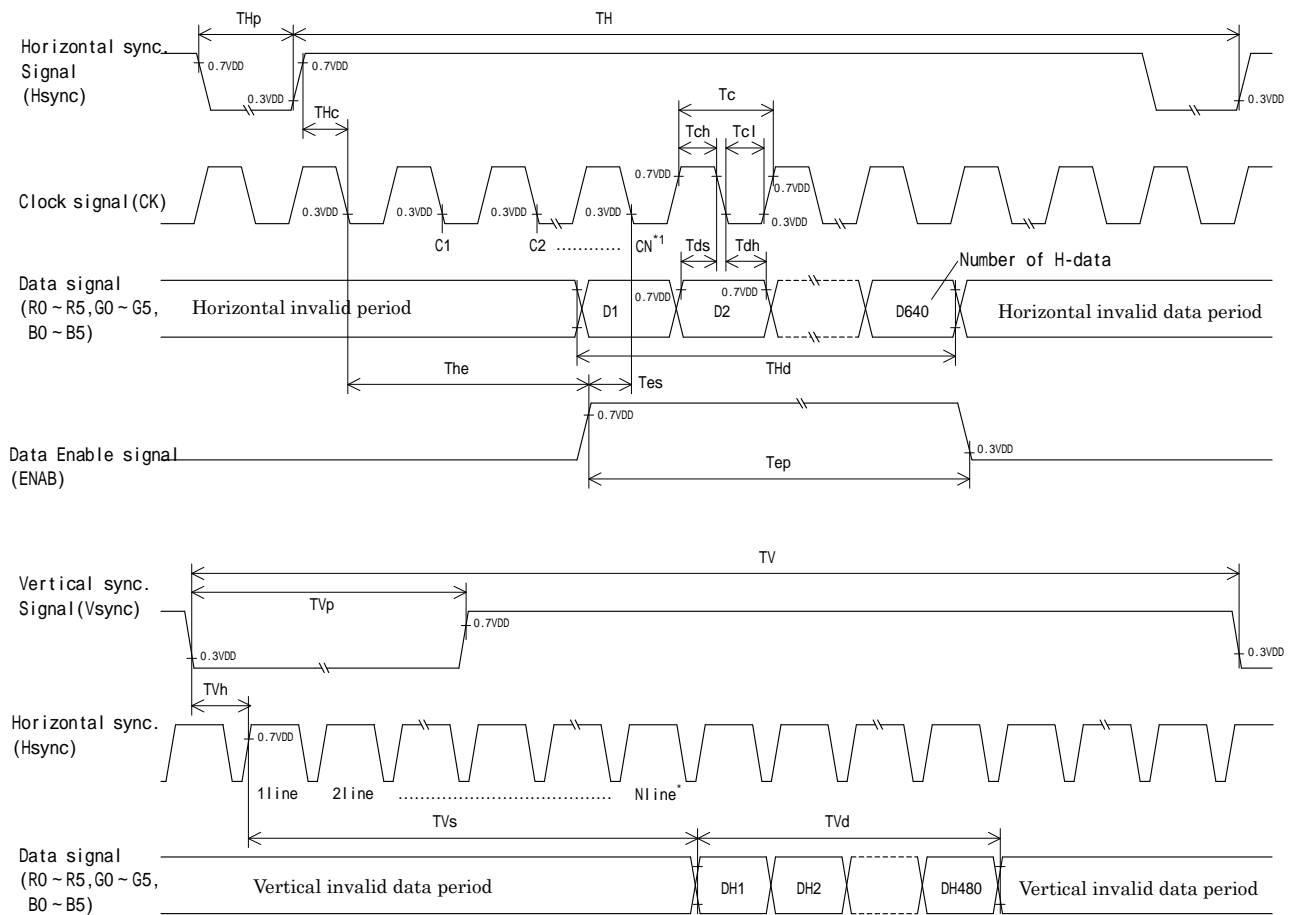 THp
TH
Horizontal sync.
Signal
(Hsync)
0.7VDD
0.7VDD
0.3VDD
0.3VDD
THc
Tc
Tch
Tcl
Clock signal(CK)
0.7VDD
0.7VDD
0.3VDD
0.3VDD
0.3VDD
0.3VDD
0.3VDD
C1
C2 ............
CN*1
Tds
Tdh
Number of H-data
Data signal
(R0~R5,G0~G5,
B0~B5)
Horizontal invalid period
D1
0.7VDD
0.7VDD
D2
D640
Horizontal invalid data period
The
Tes
THd
0.7VDD
Data Enable signal
(ENAB)
0.3VDD
Tep
TV
Vertical sync.
Signal(Vsync)
TVp
0.7VDD
0.3VDD
0.3VDD
TVh
Horizontal sync.
(Hsync)
0.7VDD
1line
2line
......................................
Nline*
TVs
TVd
Data signal
(R0~R5,G0~G5,
B0~B5)
Vertical invalid data period
DH1
DH2
DH480
Vertical invalid data period